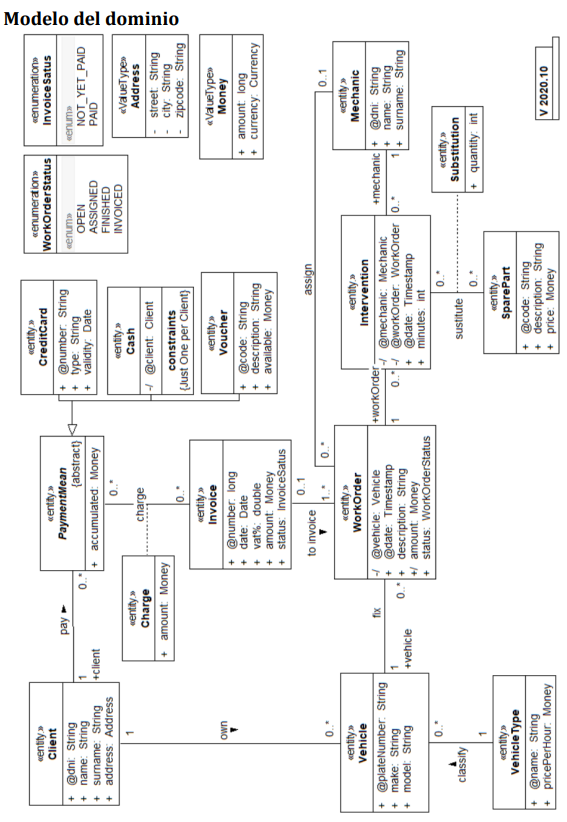 Modelo del dominio
«enumeration»
InvoiceSatus
«enum»
NOT_YET_PAID
PAID
«ValueType»
Address
- street: String
- city: String
- zipcode: String
«ValueType»
Money
+ amount: long
+ currency: Currency
«enumeration»
WorkOrderStatus
«enum»
OPEN
ASSIGNED
FINISHED
INVOICED
V 2020.10
«entity.»
CreditCard
+ @number: String
+ type: String
+ validity: Date
«entity.»
Cash
-/ @client: Client
constraints
{Just One per Client}
«entity.»
Voucher
+ @code: String
+ description: String
+ available: Money
«entity.»
PaymentMean
{abstract}
+ accumulated: Money
0..*
charge
0..*
«entity.»
Charge
+ amount: Money
«entity.»
Invoice
+ @number: long
+ date: Date
+ vat%: double
+ amount: Money
+ status: InvoiceSatus
0..1
to invoice
1..*
«entity.»
Client
+ @dni: String
+ name: String
+ surname: String
+ address: Address
pay
1
+client
0..*
1
own
0..*
«entity.»
Vehicle
+ @plateNumber: String
+ make: String
+ model: String
0..*
classify
1
«entity.»
VehicleType
+ @name: String
+ pricePerHour: Money
fix
1
+vehicle
0..*
«entity.»
WorkOrder
-/ @vehicle: Vehicle
+ @date: Timestamp
+ description: String
+/ amount: Money
+ status: WorkOrderStatus
0..*
assign
0..1
+workOrder
1
0..*
«entity.»
Intervention
-/ @mechanic: Mechanic
-/ @workOrder: WorkOrder
+ @date: Timestamp
+ minutes: int
+mechanic
0..*
1
«entity.»
Mechanic
+ @dni: String
+ name: String
+ surname: String
0..*
sustitute
0..*
«entity.»
Substitution
+ quantity: int
«entity.»
SparePart
+ @code: String
+ description: String
+ price: Money